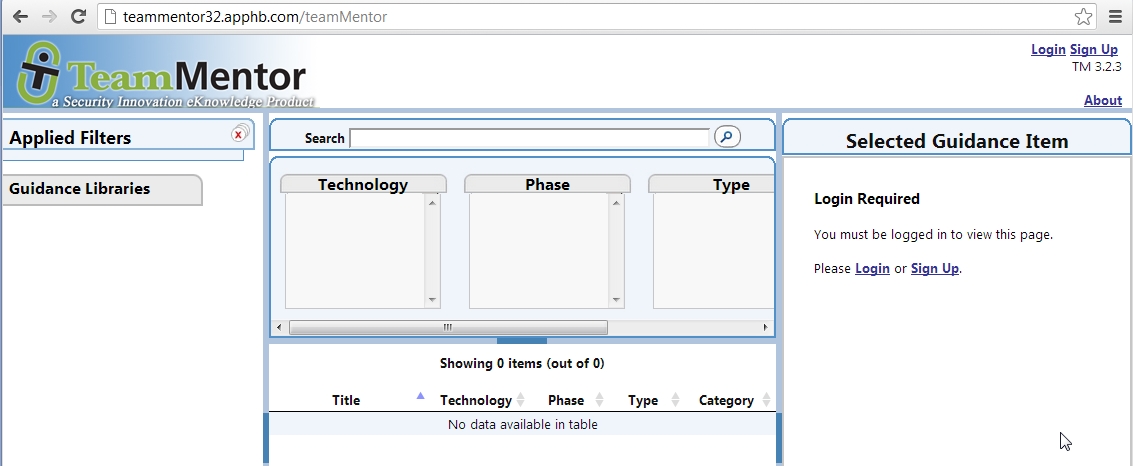 teammentor32.apphb.com/teamMentor
TeamMentor
a Security Innovation eKnowledge Product
Login Sign Up
TM 3.2.3
About
Applied Filters
x
Guidance Libraries
Search
Technology Phase Type
Showing 0 items (out of 0)
Title Technology Phase Type Category
No data available in table
Selected Guidance Item
Login Required
You must be logged in to view this page.
Please Login or Sign Up.